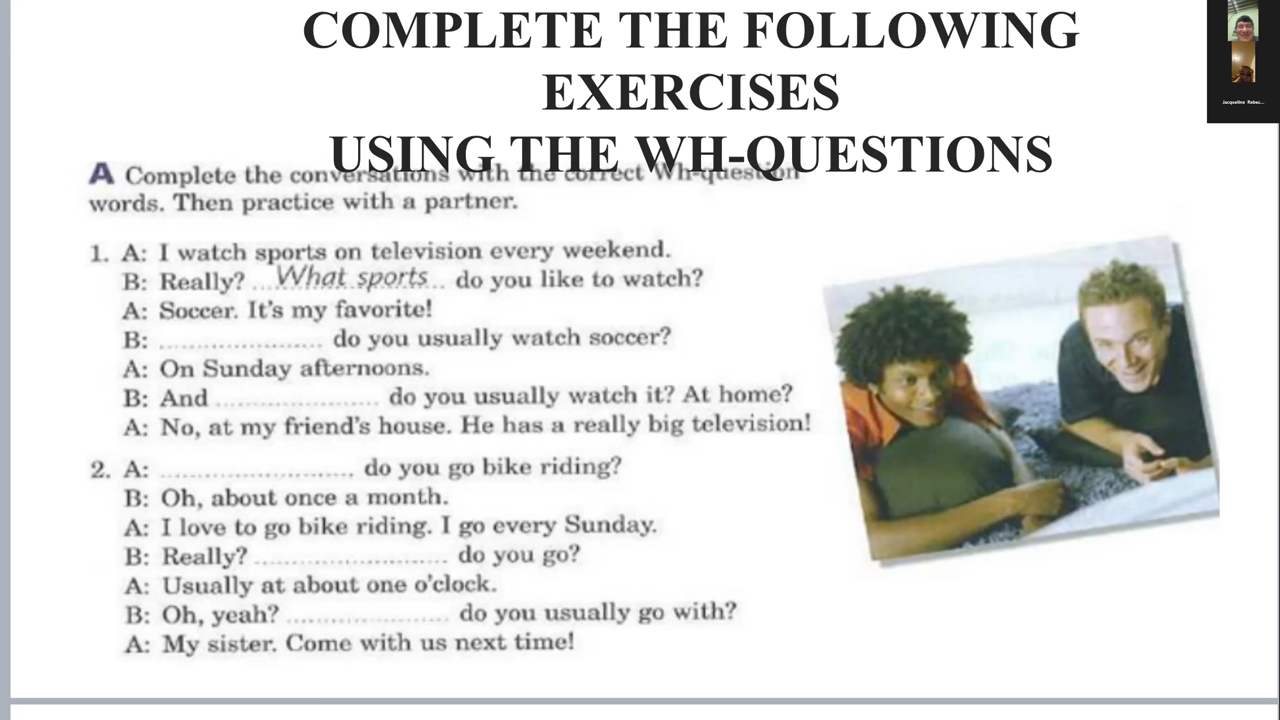 COMPLETE THE FOLLOWING
EXERCISES
USING THE WH-QUESTIONS
A Complete the conversations with the correct Wh-question
words. Then practice with a partner.
1. A: I watch sports on television every weekend.
B: Really? ...What sports... do you like to watch?
A: Soccer. It's my favorite!
B: ...................... do you usually watch soccer?
A: On Sunday afternoons.
B: And ...................... do you usually watch it? At home?
A: No, at my friend's house. He has a really big television!
2. A: .......................... do you go bike riding?
B: Oh, about once a month.
A: I love to go bike riding. I go every Sunday.
B: Really? .......................... do you go?
A: Usually at about one o'clock.
B: Oh, yeah? ...................... do you usually go with?
A: My sister. Come with us next time!
Jacqueline Rebec...